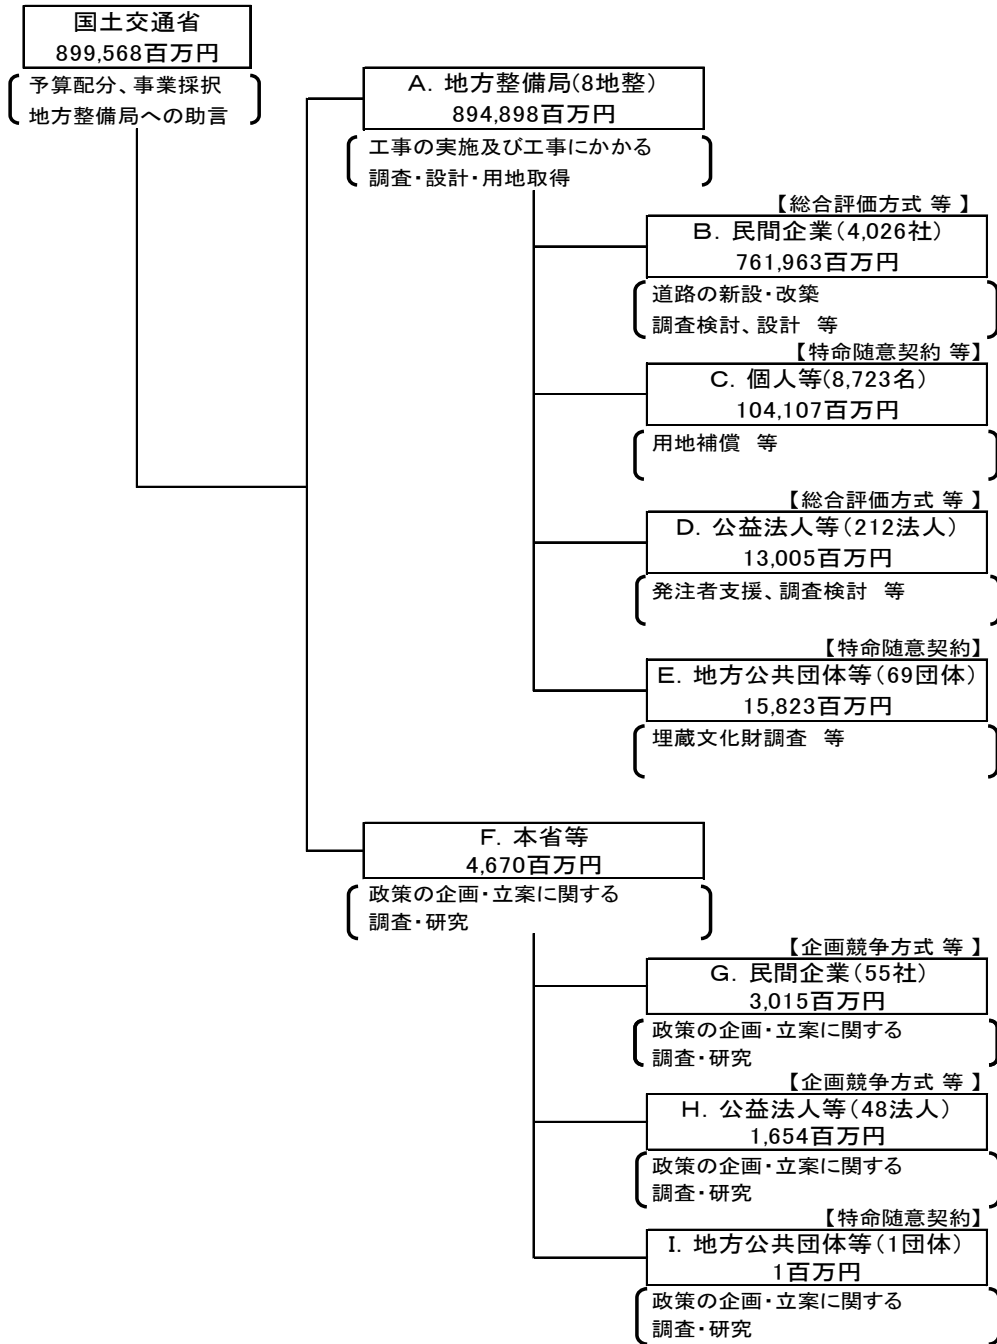 国土交通省
899,568百万円
予算配分、事業採択
地方整備局への助言
A. 地方整備局(8地整)
894,898百万円
工事の実施及び工事にかかる
調査・設計・用地取得
【総合評価方式 等 】
B. 民間企業(4,026社)
761,963百万円
道路の新設・改築
調査検討、設計 等
【特命随意契約 等】
C. 個人等(8,723名)
104,107百万円
用地補償 等
【総合評価方式 等 】
D. 公益法人等(212法人)
13,005百万円
発注者支援、調査検討 等
【特命随意契約】
E. 地方公共団体等(69団体)
15,823百万円
埋蔵文化財調査 等
F. 本省等
4,670百万円
政策の企画・立案に関する
調査・研究
【企画競争方式 等 】
G. 民間企業(55社)
3,015百万円
政策の企画・立案に関する
調査・研究
【企画競争方式 等 】
H. 公益法人等(48法人)
1,654百万円
政策の企画・立案に関する
調査・研究
【特命随意契約】
I. 地方公共団体等(1団体)
1百万円
政策の企画・立案に関する
調査・研究